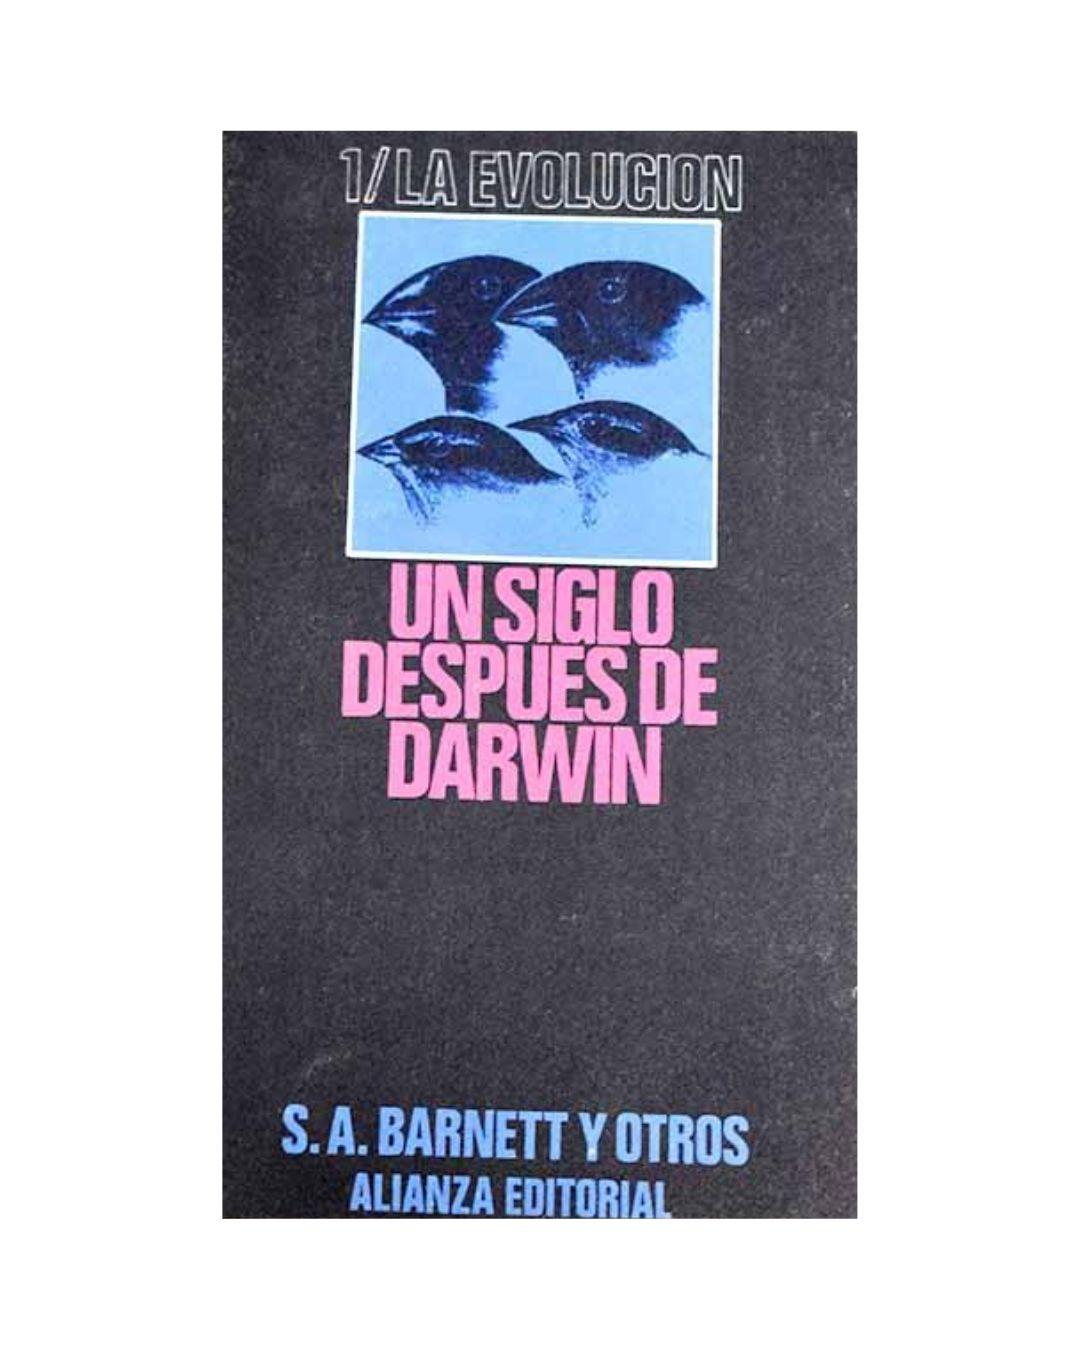 1/LA EVOLUCION
UN SIGLO
DESPUES DE
DARWIN
S. A. BARNETT Y OTROS
ALIANZA EDITORIAL